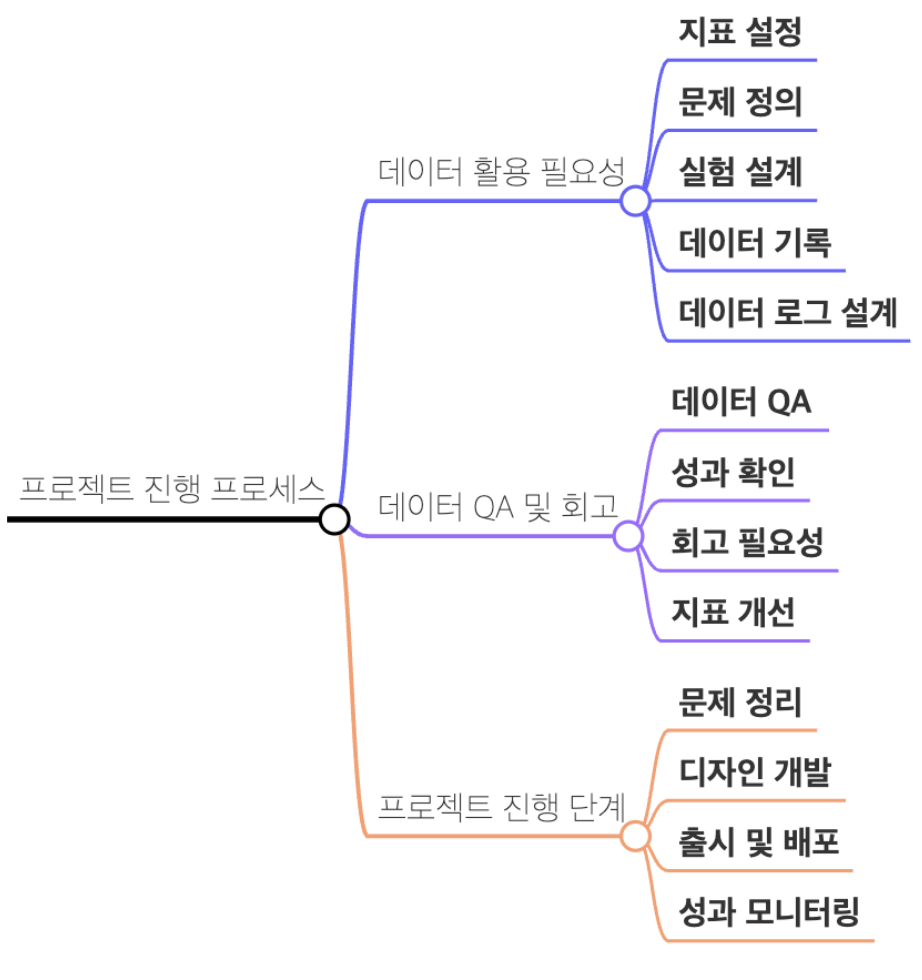 지표 설정
문제 정의
데이터 활용 필요성
실험 설계
데이터 기록
데이터 로그 설계
프로젝트 진행 프로세스
데이터 QA
성과 확인
데이터 QA 및 회고
회고 필요성
지표 개선
문제 정리
디자인 개발
프로젝트 진행 단계
출시 및 배포
성과 모니터링